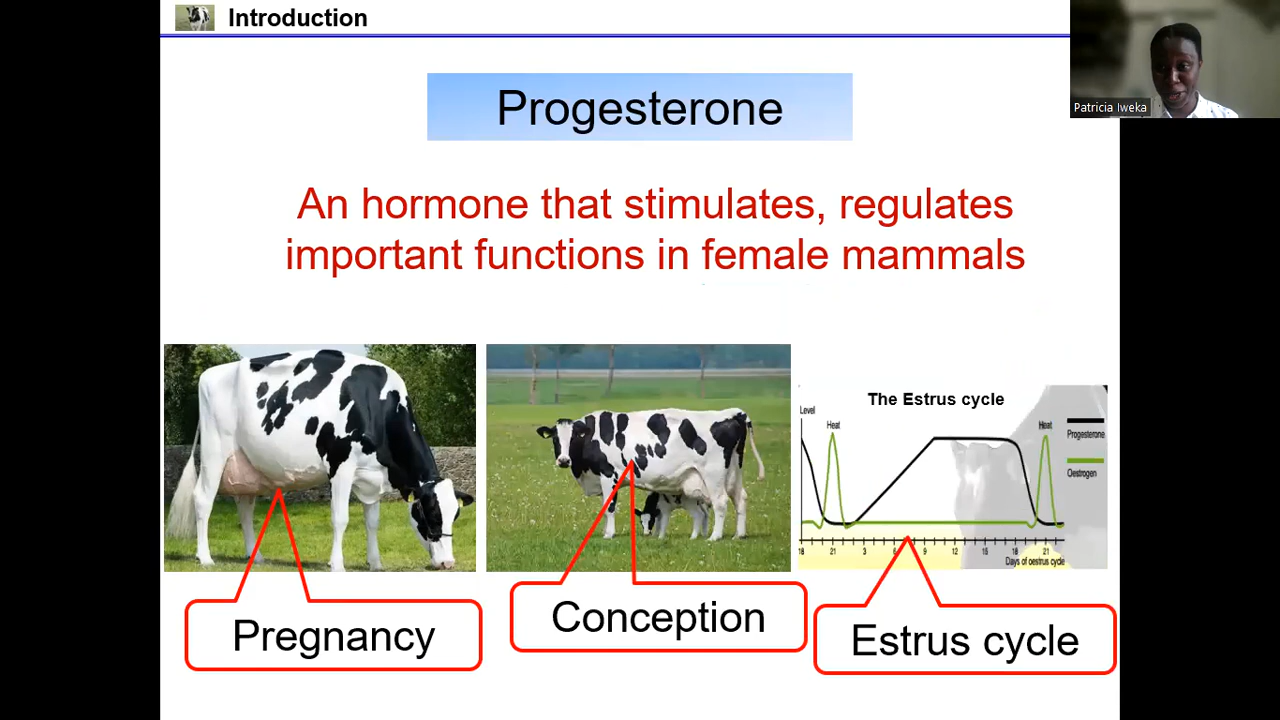 Introduction
Patricia Iweka
Progesterone
An hormone that stimulates, regulates
important functions in female mammals
The Estrus cycle
Level
Heat
Heat
Progesterone
Oestrogen
18 21 3 6 9 12 15 18 21
Days of oestrus cycle
Pregnancy
Conception
Estrus cycle